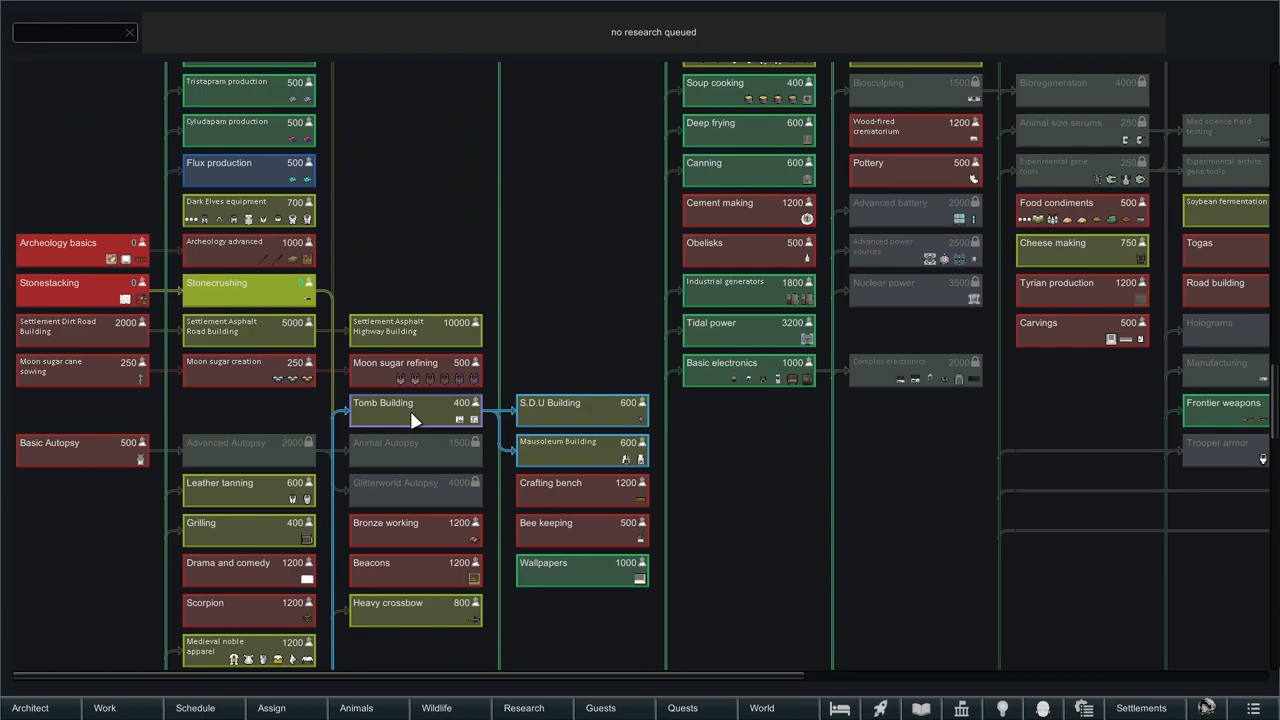 no research queued
Tristapram production 500
Soup cooking 400
Biosculpting 1500
Bioregeneration 4000
Cyludapam production 500
Deep frying 600
Wood-fired crematorium 1200
Animal size serums 250
Mad science field testing
Flux production 500
Canning 600
Pottery 500
Experimental gene tools 250
Experimental archite gene tools
Dark Elves equipment 700
Cement making 1200
Advanced battery 2000
Food condiments 500
Soybean fermentation
Archeology basics 0
Archeology advanced 1000
Obelisks 500
Advanced power sources 2500
Cheese making 750
Togas
Stonestacking 0
Stonecrushing 0
Industrial generators 1800
Nuclear power 3500
Tyrian production 1200
Road building
Settlement Dirt Road Building 2000
Settlement Asphalt Road Building 5000
Settlement Asphalt Highway Building 10000
Tidal power 3200
Carvings 500
Holograms
Moon sugar cane sowing 250
Moon sugar creation 250
Moon sugar refining 500
Basic electronics 1000
Complex electronics 2000
Manufacturing
Tomb Building 400
S.D.U Building 600
Frontier weapons
Basic Autopsy 500
Advanced Autopsy 2000
Animal Autopsy 1500
Mausoleum Building 600
Trooper armor
Leather tanning 600
Glitterworld Autopsy 4000
Crafting bench 1200
Grilling 400
Bronze working 1200
Bee keeping 500
Drama and comedy 1200
Beacons 1200
Wallpapers 1000
Scorpion 1200
Heavy crossbow 800
Medieval noble apparel 1200
Architect Work Schedule Assign Animals Wildlife Research Guests Quests World Settlements